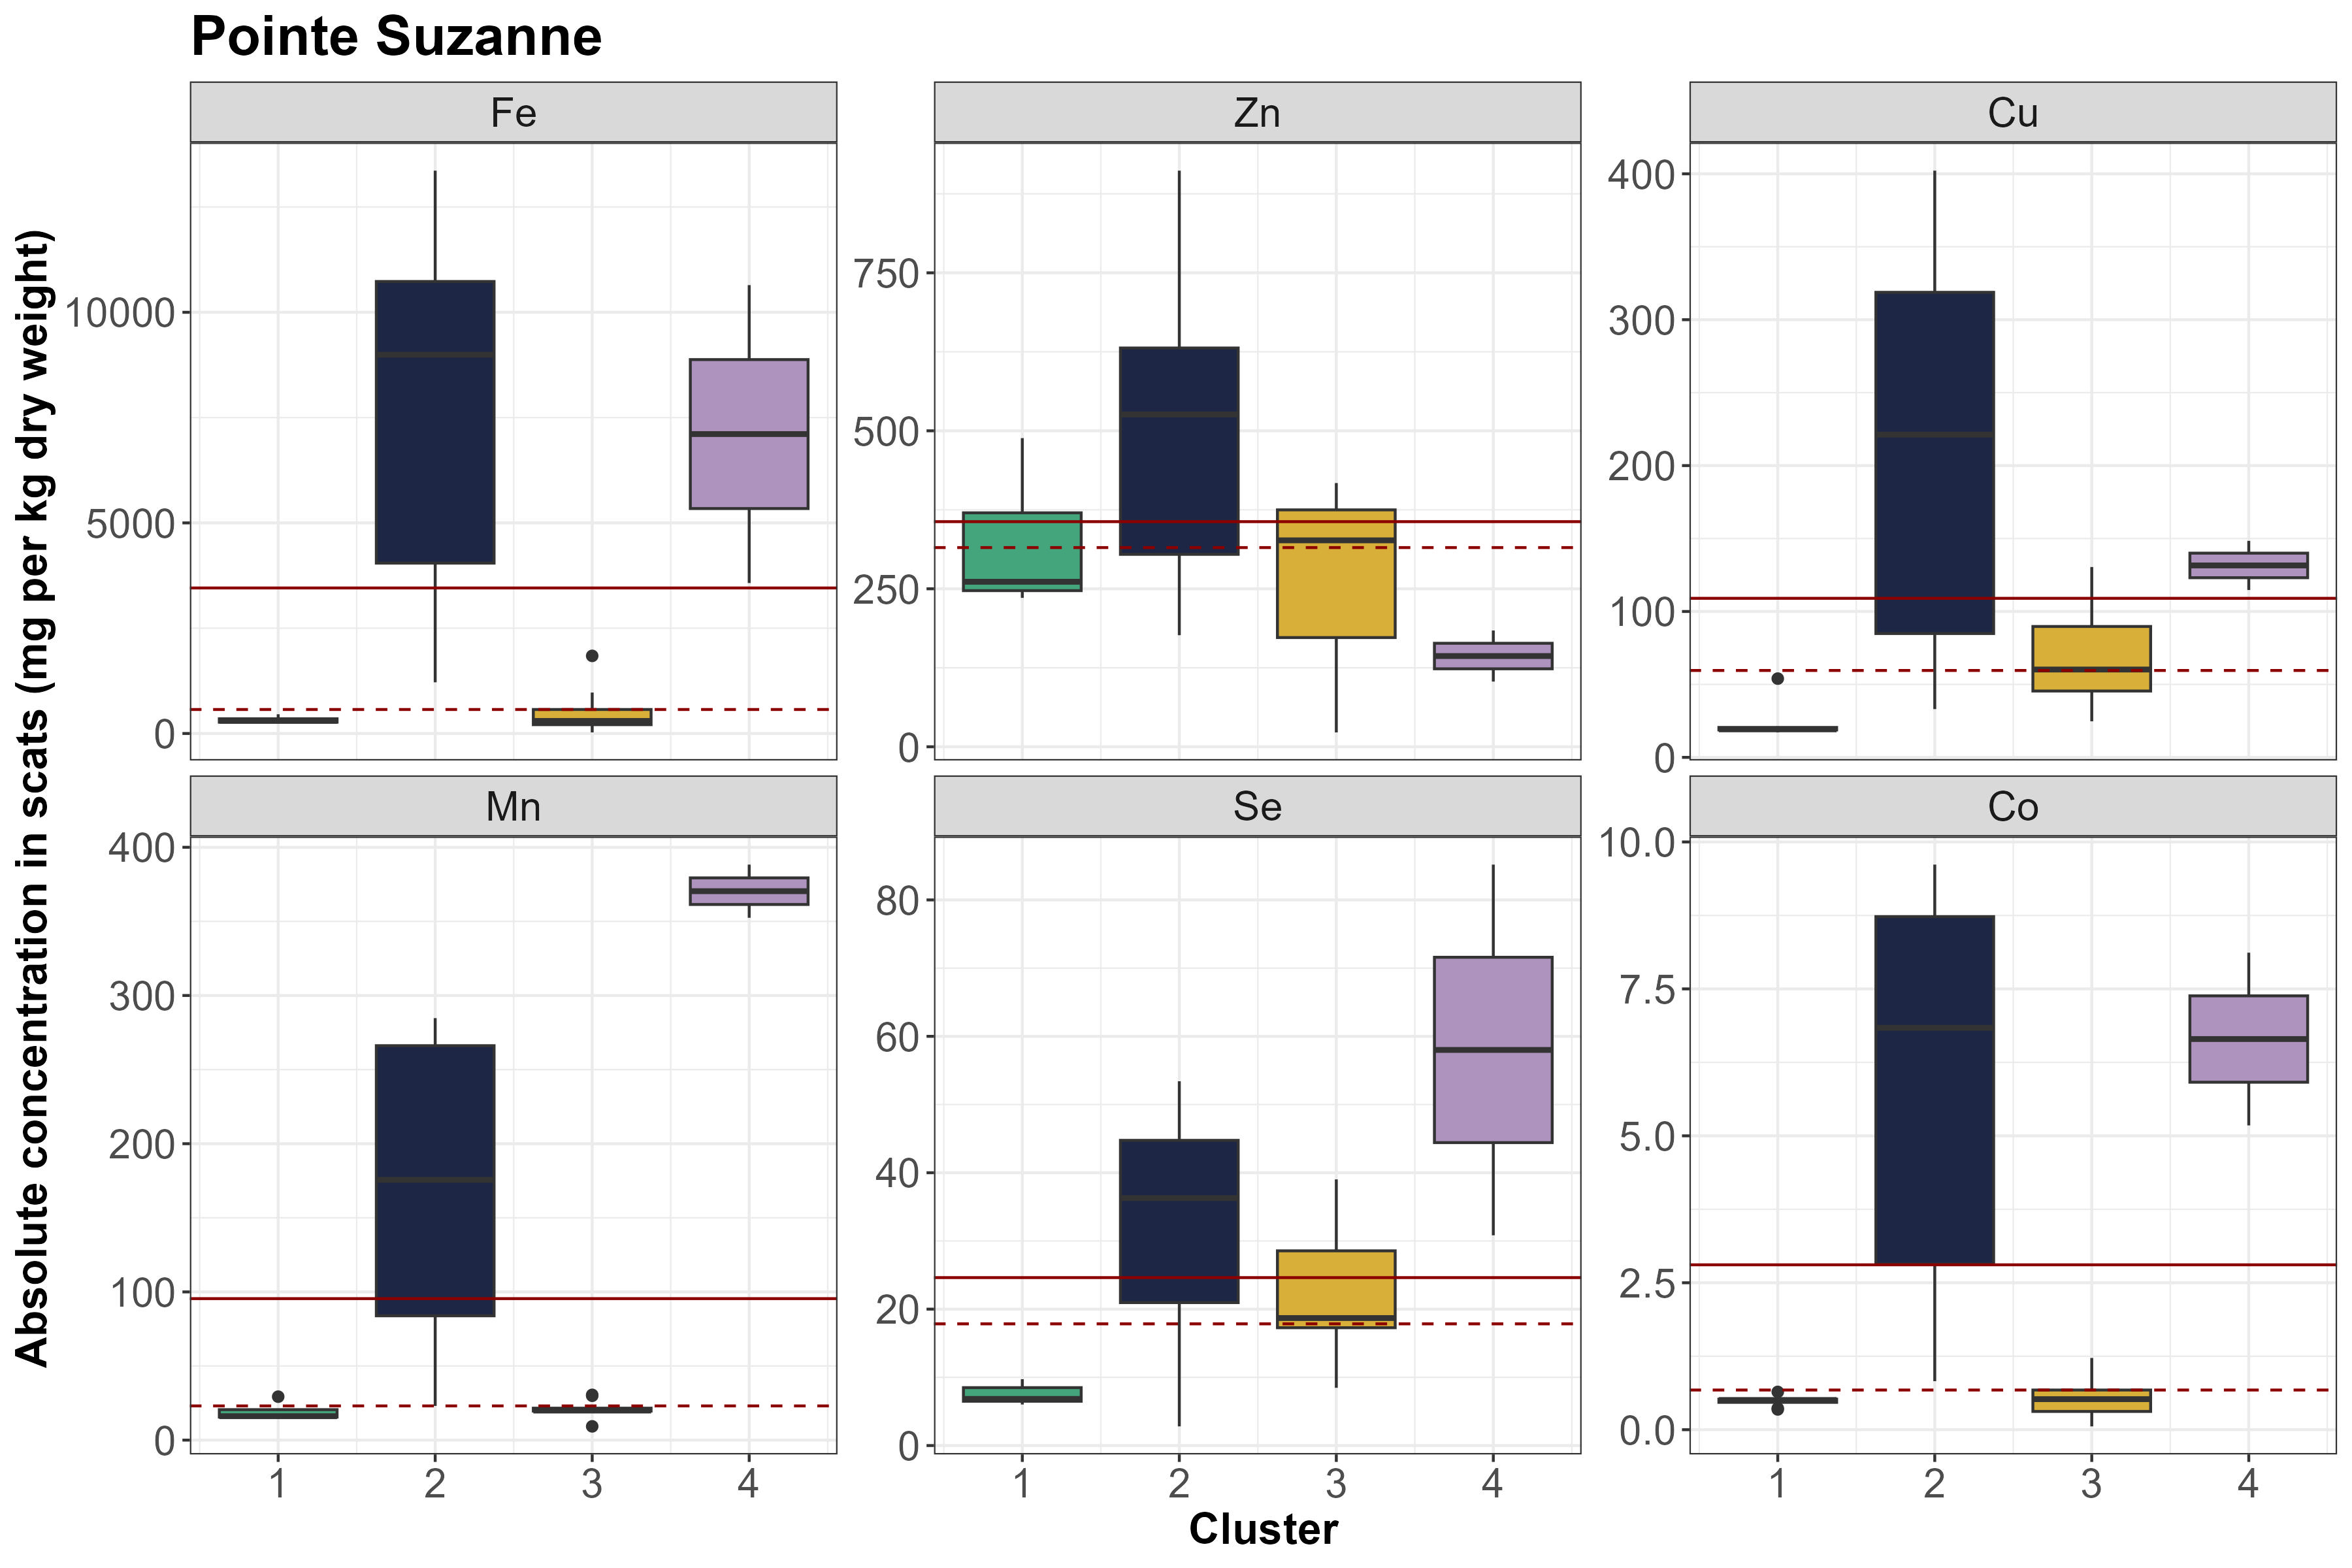 Pointe Suzanne
Absolute concentration in scats (mg per kg dry weight)
Fe
10000
5000
0
Zn
750
500
250
0
Cu
400
300
200
100
0
Mn
400
300
200
100
0
1 2 3 4
Se
80
60
40
20
0
1 2 3 4
Co
10.0
7.5
5.0
2.5
0.0
1 2 3 4
Cluster